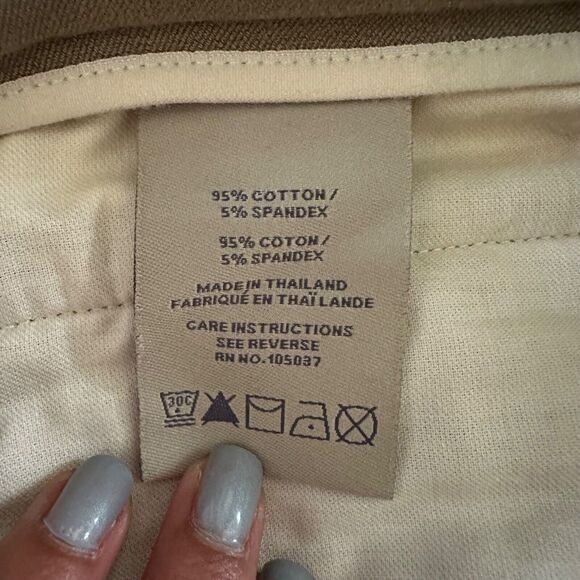 95% COTTON /
5% SPANDEX
95% COTON /
5% SPANDEX
MADE IN THAILAND
FABRIQUÉ EN THAÏLANDE
CARE INSTRUCTIONS
SEE REVERSE
RN NO. 105037
30C